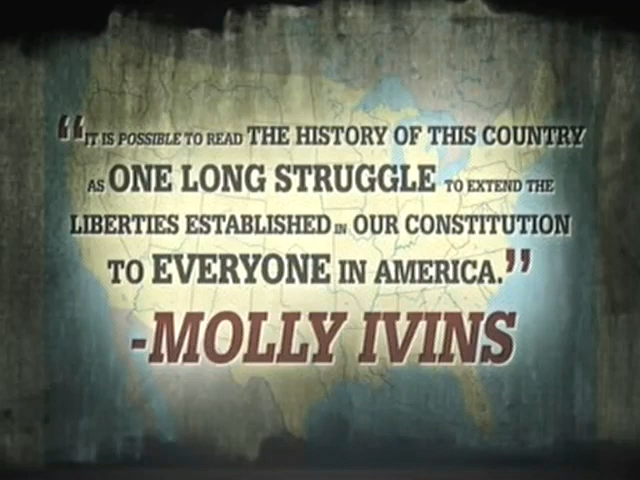 “IT IS POSSIBLE TO READ THE HISTORY OF THIS COUNTRY
AS ONE LONG STRUGGLE TO EXTEND THE
LIBERTIES ESTABLISHED IN OUR CONSTITUTION
TO EVERYONE IN AMERICA.”
-MOLLY IVINS